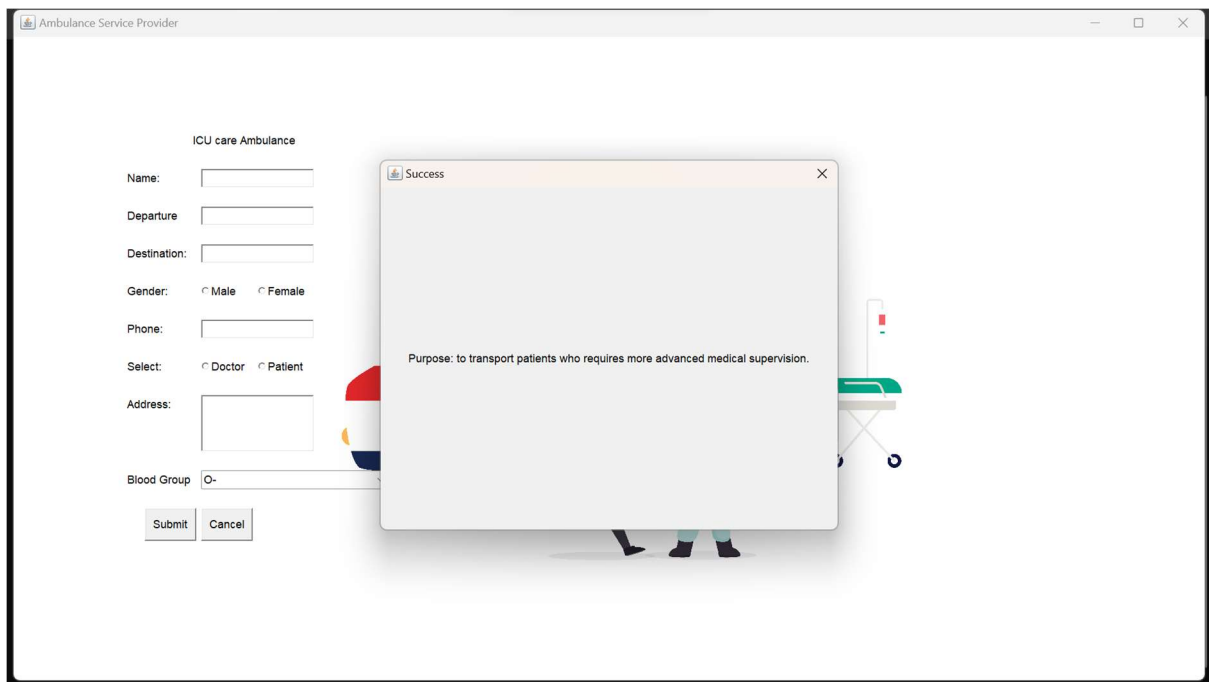 Ambulance Service Provider
ICU care Ambulance
Name:
Departure
Destination:
Gender: Male Female
Phone:
Select: Doctor Patient
Address:
Blood Group O-
Submit Cancel
Success
Purpose: to transport patients who requires more advanced medical supervision.